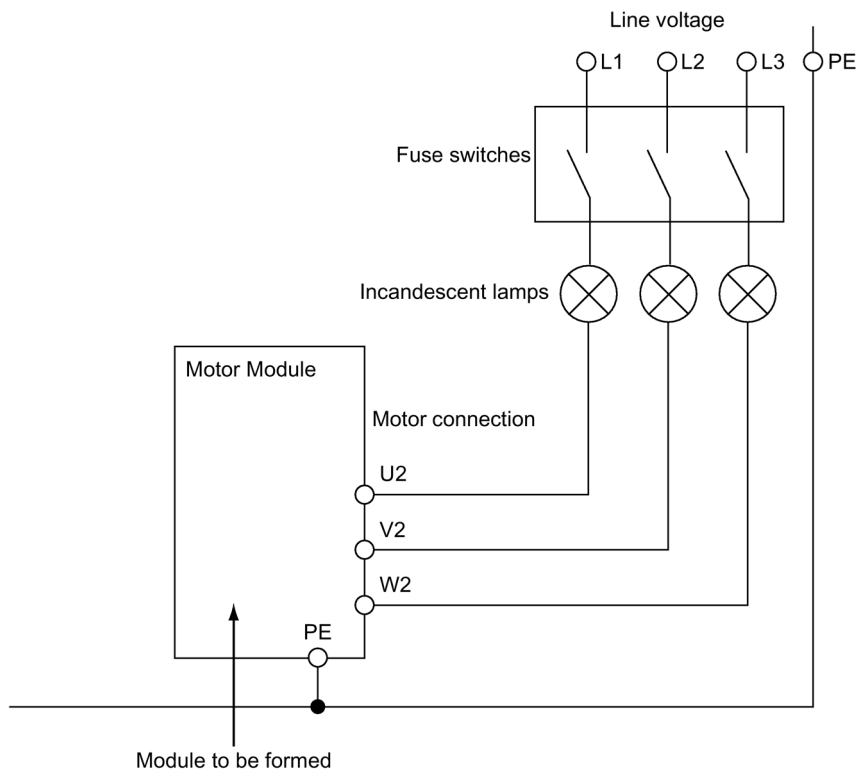 Line voltage
L1
L2
L3
PE
Fuse switches
Incandescent lamps
Motor Module
Motor connection
U2
V2
W2
PE
Module to be formed